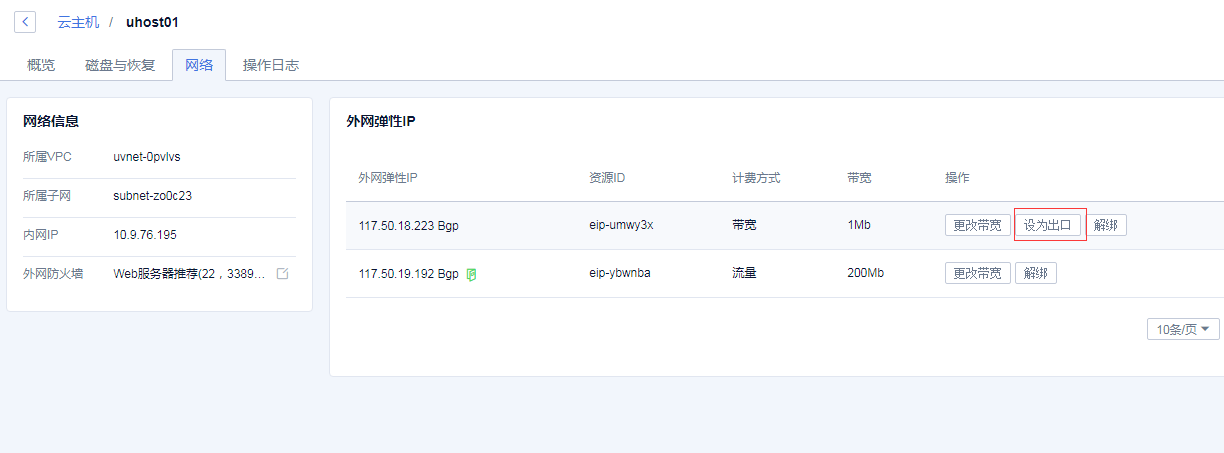 云主机 / uhost01
概览 磁盘与恢复 网络 操作日志
网络信息
所属VPC uvnet-0pvlvs
所属子网 subnet-zo0c23
内网IP 10.9.76.195
外网防火墙 Web服务器推荐(22，3389...
外网弹性IP
外网弹性IP 资源ID 计费方式 带宽 操作
117.50.18.223 Bgp eip-umwy3x 带宽 1Mb 更改带宽 设为出口 解绑
117.50.19.192 Bgp eip-ybwnba 流量 200Mb 更改带宽 解绑
10条/页